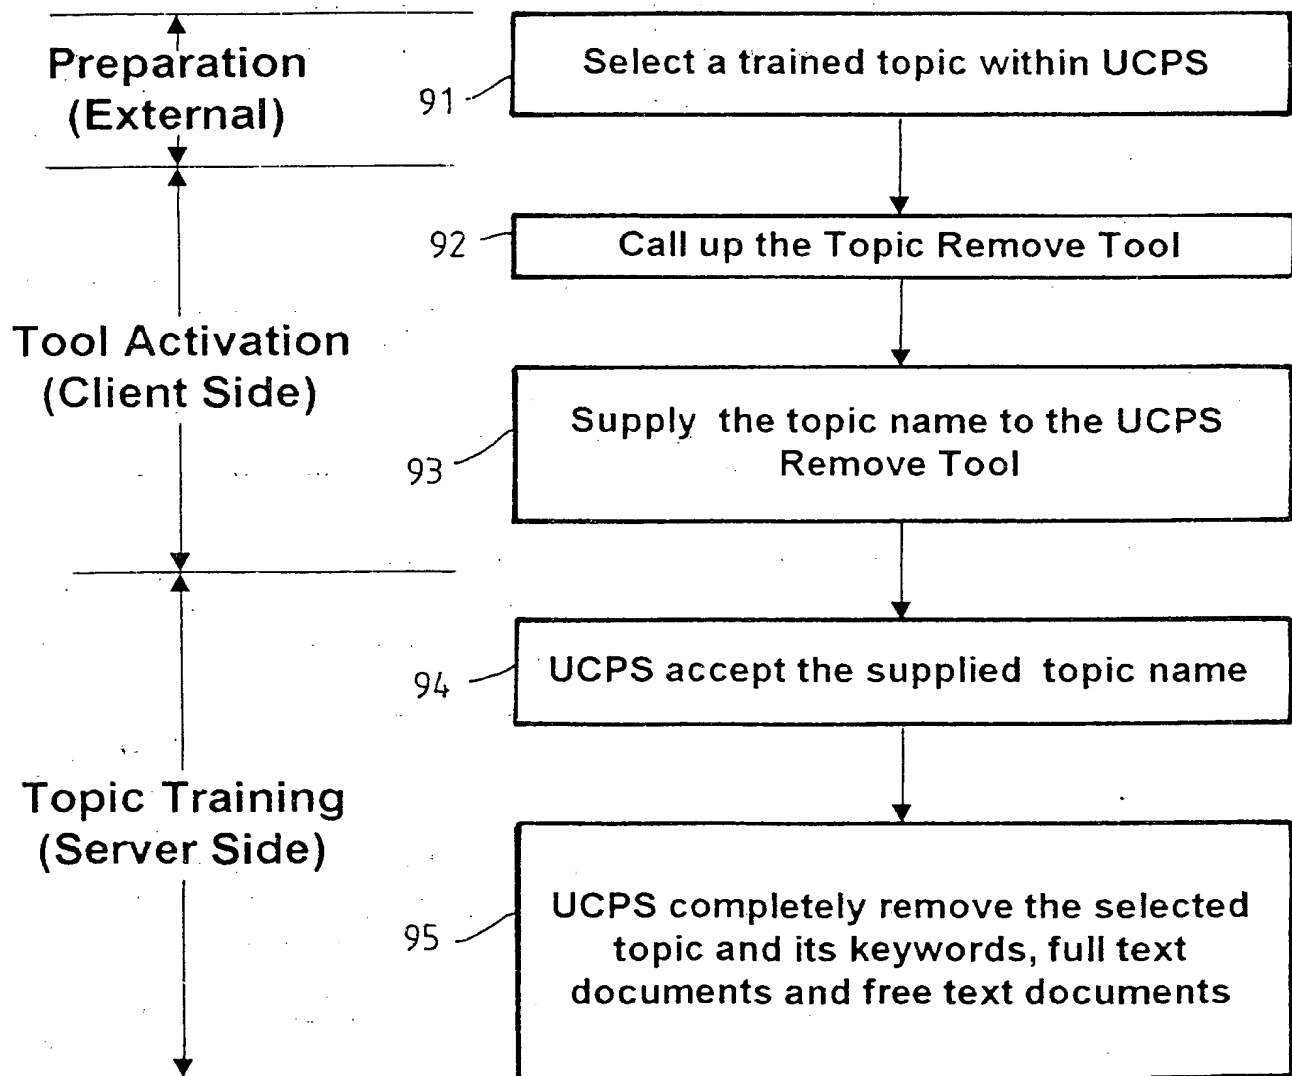 Preparation
(External)
91
Select a trained topic within UCPS
92
Call up the Topic Remove Tool
Tool Activation
(Client Side)
93
Supply the topic name to the UCPS
Remove Tool
94
UCPS accept the supplied topic name
Topic Training
(Server Side)
95
UCPS completely remove the selected
topic and its keywords, full text
documents and free text documents